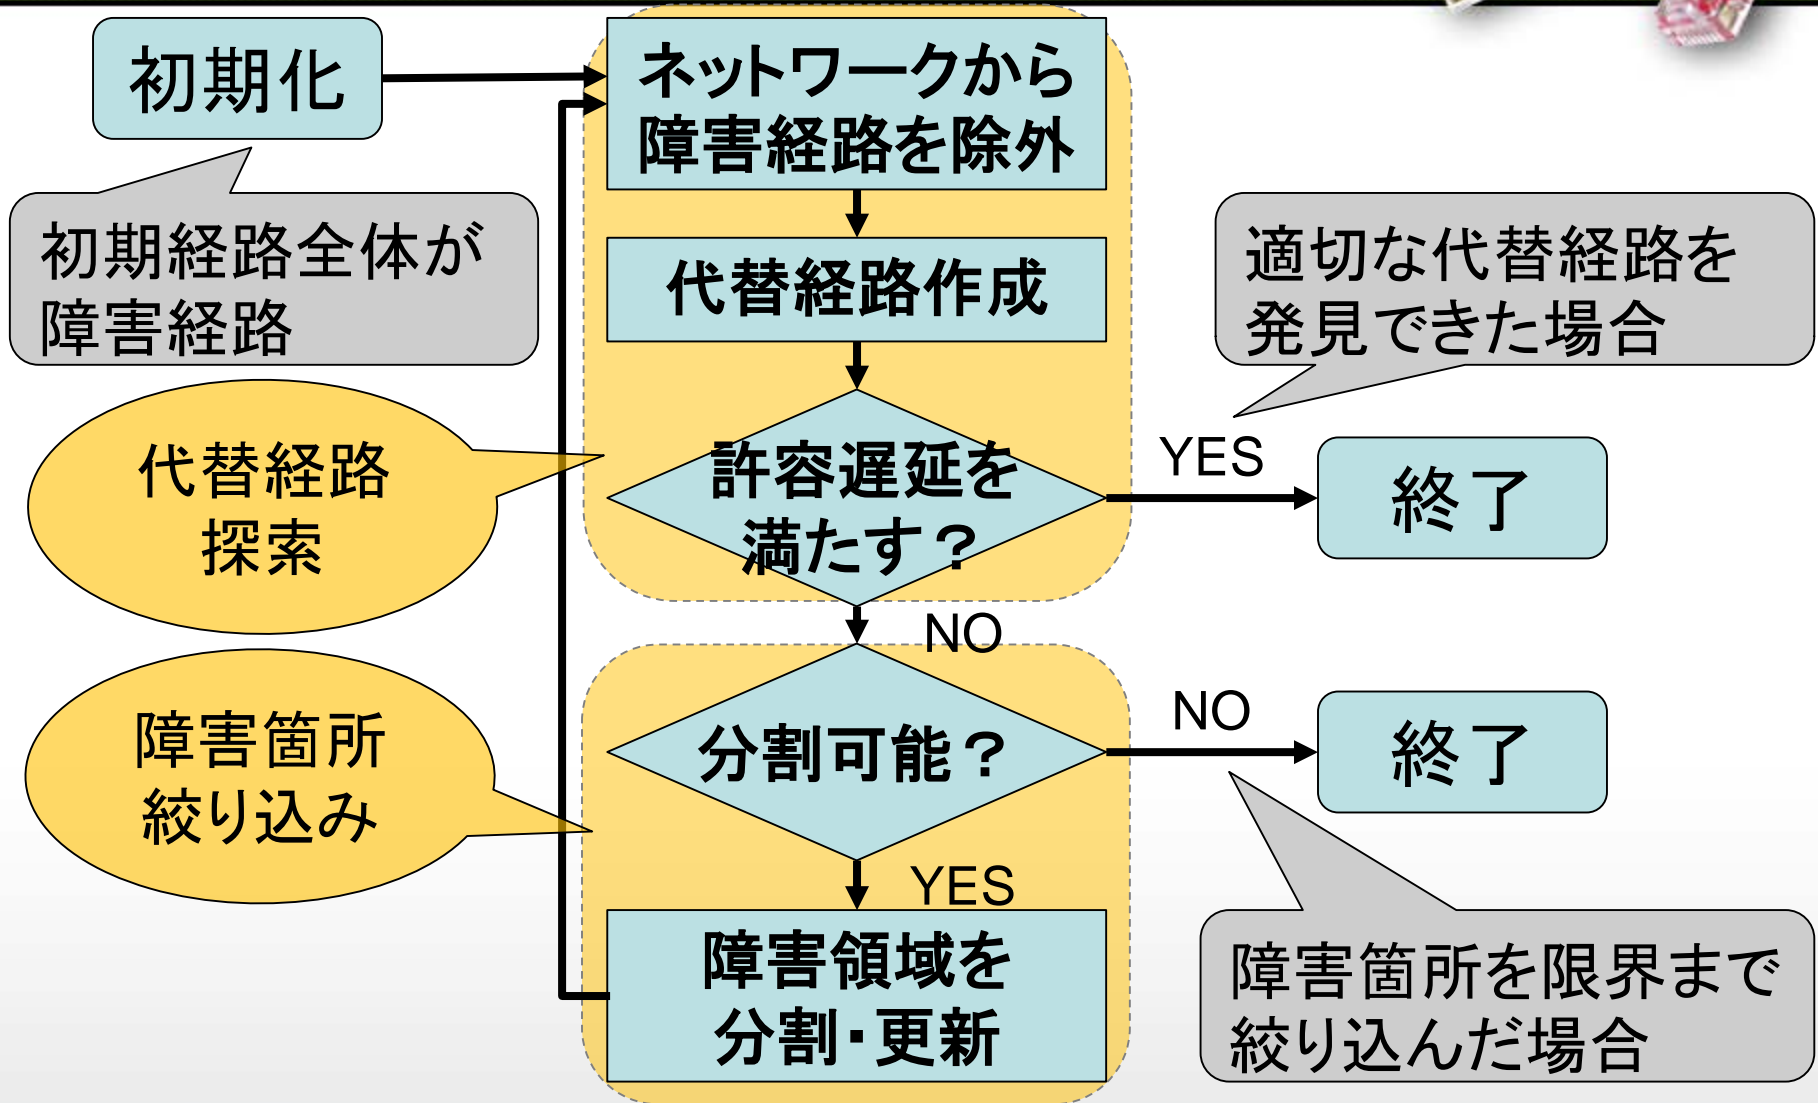 初期化
ネットワークから
障害経路を除外
初期経路全体が
障害経路
代替経路作成
適切な代替経路を
発見できた場合
代替経路
探索
許容遅延を
満たす？
YES
終了
NO
障害箇所
絞り込み
分割可能？
NO
終了
YES
障害領域を
分割・更新
障害箇所を限界まで
絞り込んだ場合